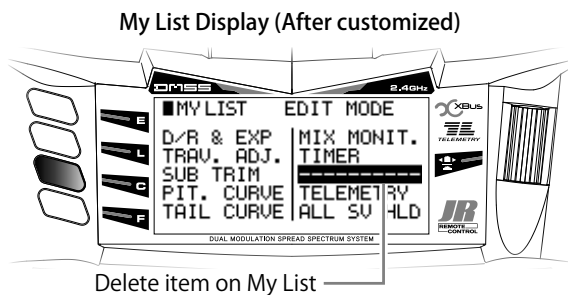 My List Display (After customized)
DMSS 2.4GHz
MYLIST EDIT MODE
D/R & EXP MIX MONIT.
TRAV. ADJ. TIMER
SUB TRIM -----------
PIT. CURVE TELEMETRY
TAIL CURVE ALL SV HLD
E
L
C
F
XBus
TELEMETRY
JR
REMOTE CONTROL
DUAL MODULATION SPREAD SPECTRUM SYSTEM
Delete item on My List